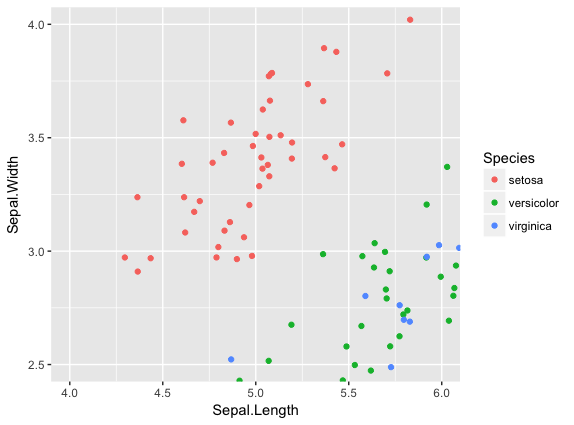 4.0
3.5
3.0
2.5
Sepal.Width
4.0 4.5 5.0 5.5 6.0
Sepal.Length
Species
setosa
versicolor
virginica